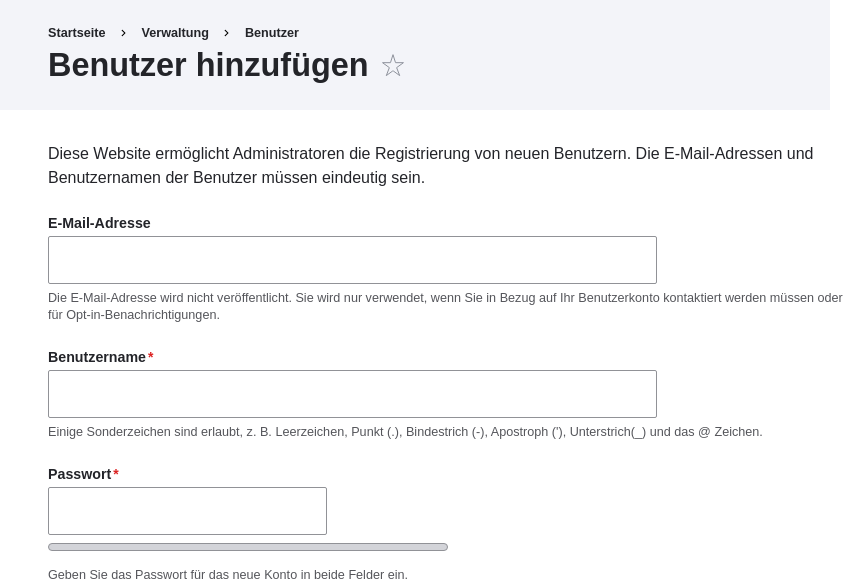 Startseite > Verwaltung > Benutzer
Benutzer hinzufügen ☆
Diese Website ermöglicht Administratoren die Registrierung von neuen Benutzern. Die E-Mail-Adressen und
Benutzernamen der Benutzer müssen eindeutig sein.
E-Mail-Adresse
Die E-Mail-Adresse wird nicht veröffentlicht. Sie wird nur verwendet, wenn Sie in Bezug auf Ihr Benutzerkonto kontaktiert werden müssen oder
für Opt-in-Benachrichtigungen.
Benutzername*
Einige Sonderzeichen sind erlaubt, z. B. Leerzeichen, Punkt (.), Bindestrich (-), Apostroph ('), Unterstrich(_) und das @ Zeichen.
Passwort*
Geben Sie das Passwort für das neue Konto in beide Felder ein.